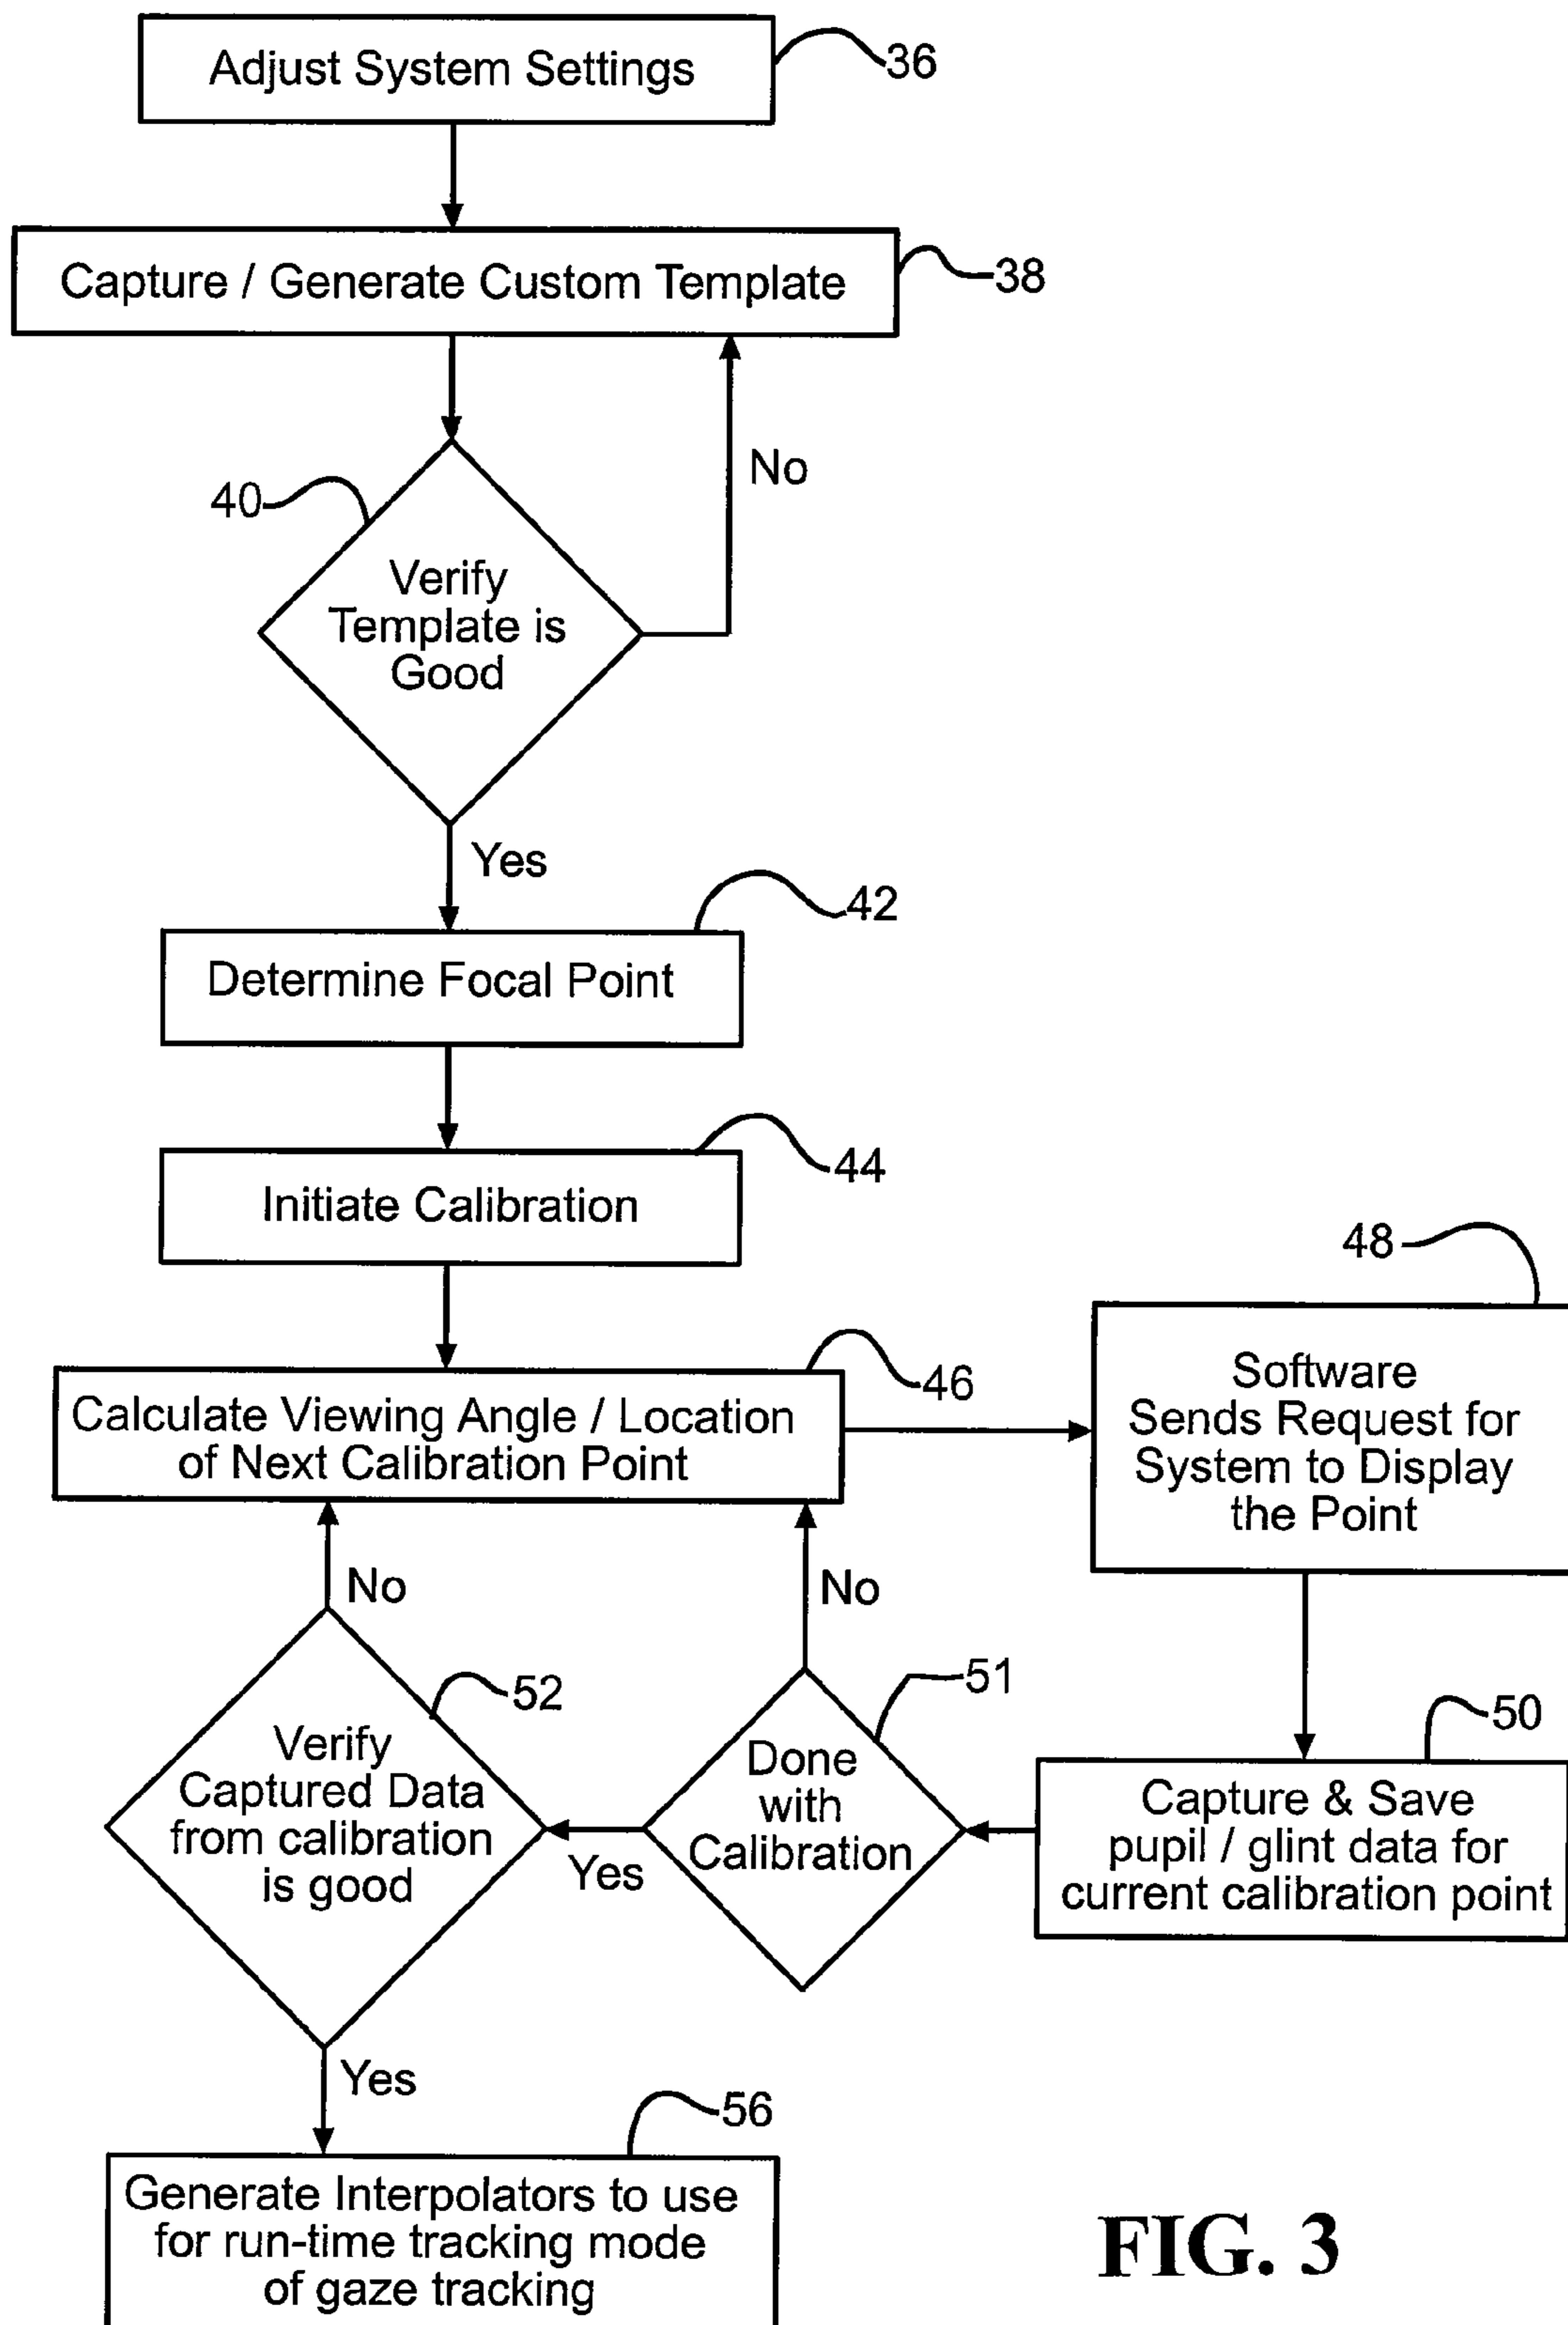 Adjust System Settings
36
Capture / Generate Custom Template
38
No
40
Verify
Template is
Good
Yes
42
Determine Focal Point
44
Initiate Calibration
48
46
Calculate Viewing Angle / Location
of Next Calibration Point
Software
Sends Request for
System to Display
the Point
No
No
52
51
50
Verify
Captured Data
from calibration
is good
Done
with
Calibration
Yes
Capture & Save
pupil / glint data for
current calibration point
Yes
56
Generate Interpolators to use
for run-time tracking mode
of gaze tracking
FIG. 3